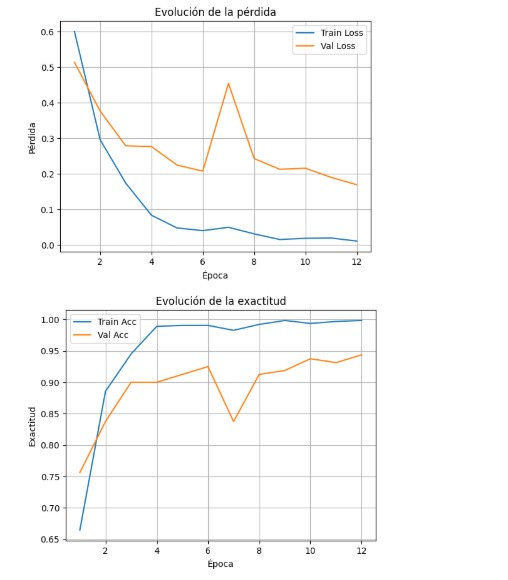 Evolución de la pérdida
Train Loss
Val Loss
0.6
0.5
0.4
0.3
0.2
0.1
0.0
Pérdida
2 4 6 8 10 12
Época
Evolución de la exactitud
Train Acc
Val Acc
1.00
0.95
0.90
0.85
0.80
0.75
0.70
0.65
Exactitud
2 4 6 8 10 12
Época